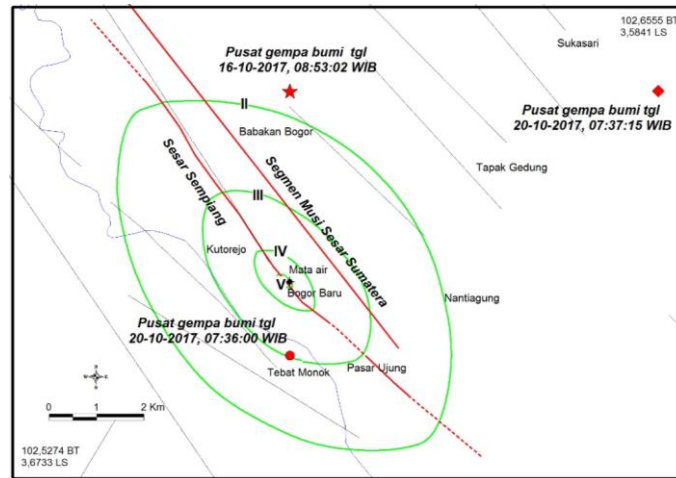 102,6555 BT
3,5841 LS
Sukasari
Pusat gempa bumi tgl
16-10-2017, 08:53:02 WIB
Pusat gempa bumi tgl
20-10-2017, 07:37:15 WIB
II
Babakan Bogor
Tapak Gedung
Sesar Sempiang
Segmen Musi Sesar Sumatera
III
Kutorejo
IV
Mata air
V
Bogor Baru
Nantiagung
Pusat gempa bumi tgl
20-10-2017, 07:36:00 WIB
Tebat Monok
Pasar Ujung
0 1 2 Km
102,5274 BT
3,6733 LS